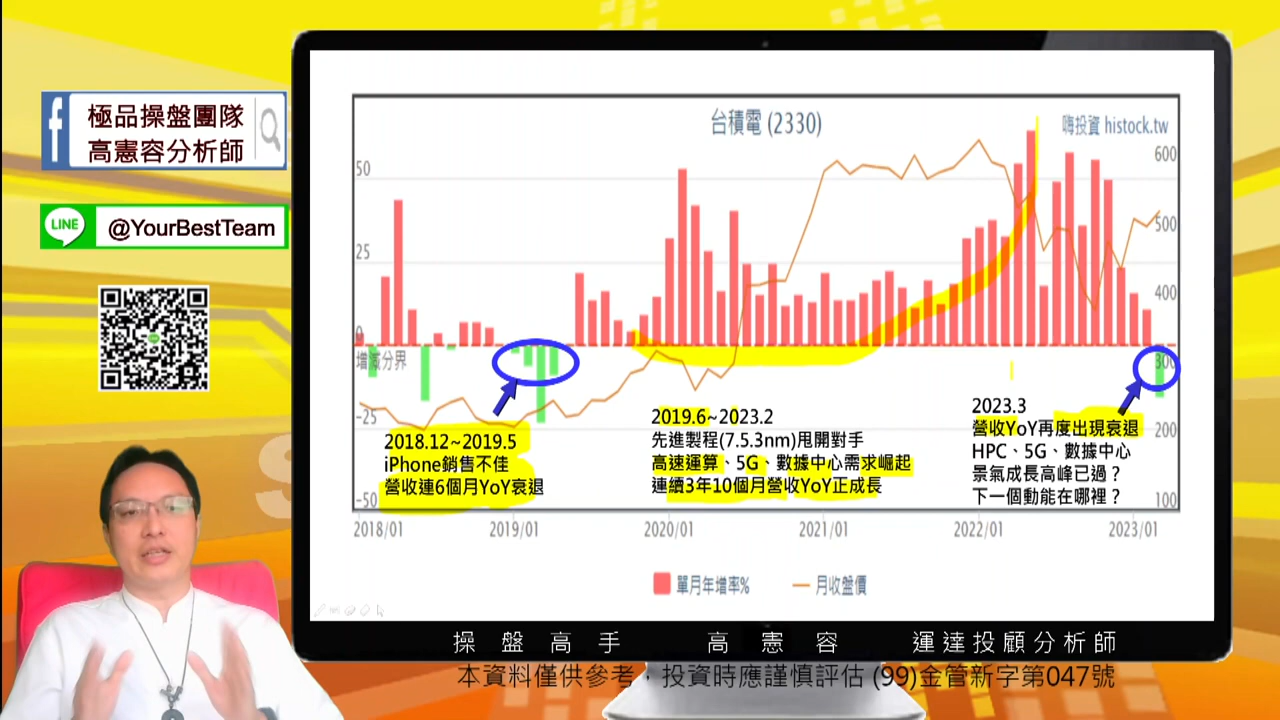 極品操盤團隊
高憲容分析師
LINE
@YourBestTeam
台積電 (2330)
嗨投資 histock.tw
50
25
0
增減分界
-25
-50
600
500
400
300
200
100
2018.12~2019.5
iPhone銷售不佳
營收連6個月YoY衰退
2019.6~2023.2
先進製程(7.5.3nm)甩開對手
高速運算、5G、數據中心需求崛起
連續3年10個月營收YoY正成長
2023.3
營收YoY再度出現衰退
HPC、5G、數據中心
景氣成長高峰已過？
下一個動能在哪裡？
2018/01
2019/01
2020/01
2021/01
2022/01
2023/01
單月年增率%
月收盤價
操盤高手 高憲容 運達投顧分析師
本資料僅供參考，投資時應謹慎評估 (99)金管新字第047號